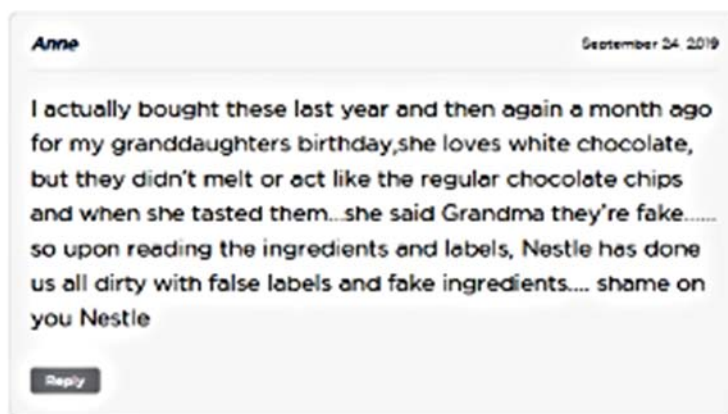 Anne
September 24, 2019
I actually bought these last year and then again a month ago
for my granddaughters birthday,she loves white chocolate,
but they didn't melt or act like the regular chocolate chips
and when she tasted them...she said Grandma they're fake......
so upon reading the ingredients and labels, Nestle has done
us all dirty with false labels and fake ingredients.... shame on
you Nestle
Reply